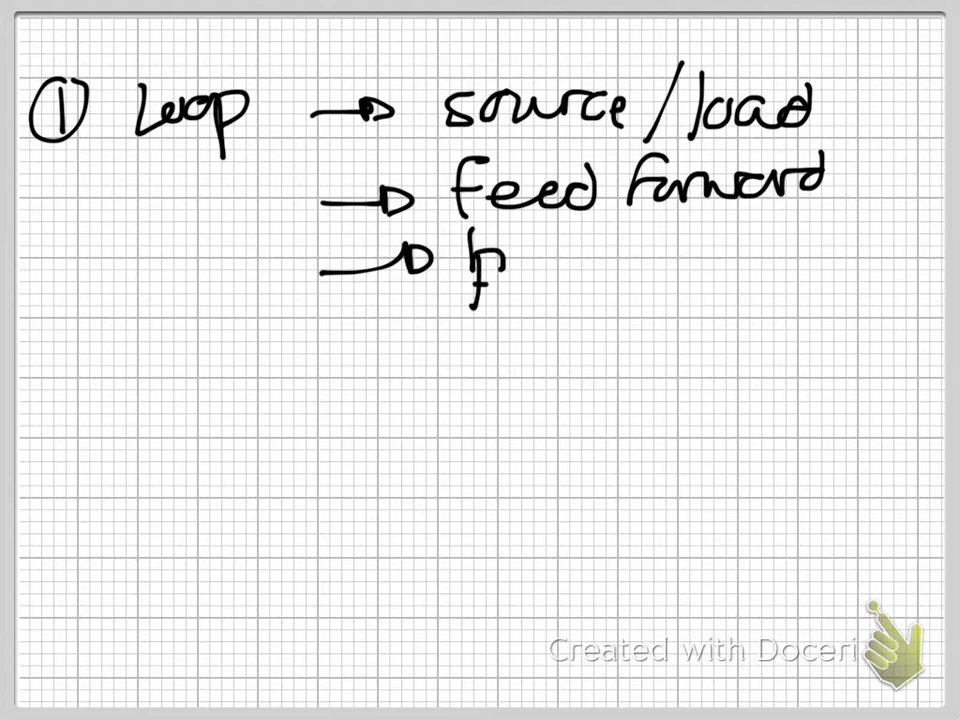 ① Loop → source/load
→ feed forward
→
Created with Doceri